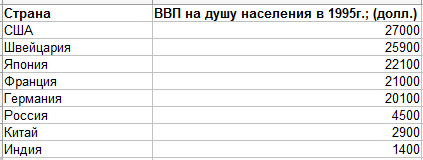 Страна ВВП на душу населения в 1995г.; (долл.)
США 27000
Швейцария 25900
Япония 22100
Франция 21000
Германия 20100
Россия 4500
Китай 2900
Индия 1400